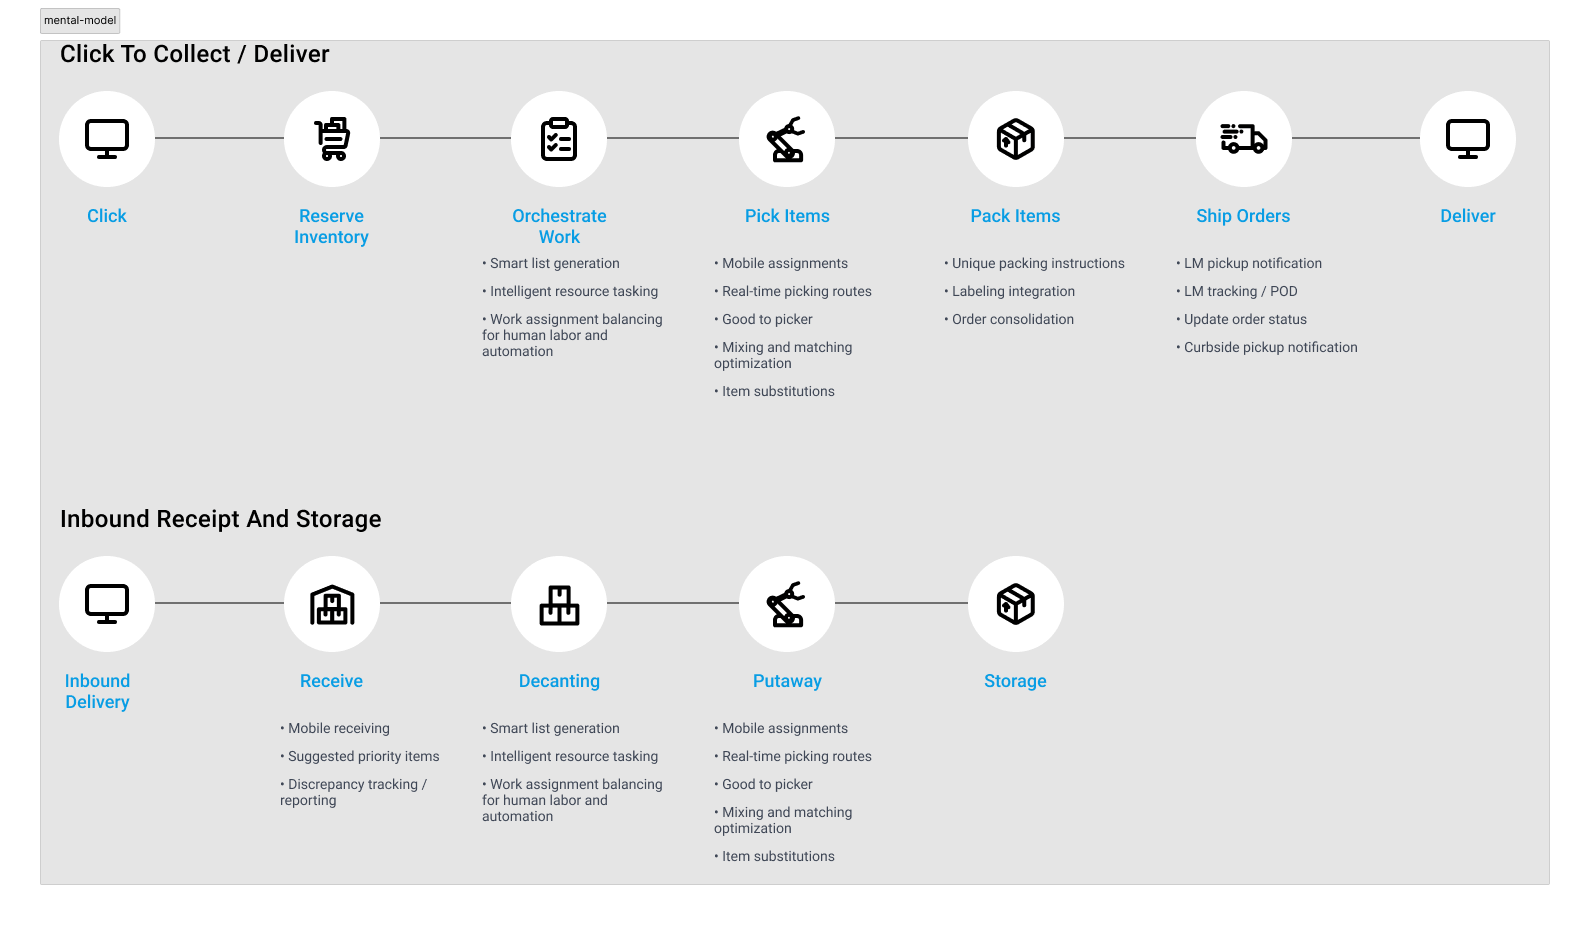 mental-model
Click To Collect / Deliver
Click
Reserve
Inventory
Orchestrate
Work
• Smart list generation
• Intelligent resource tasking
• Work assignment balancing
for human labor and
automation
Pick Items
• Mobile assignments
• Real-time picking routes
• Good to picker
• Mixing and matching
optimization
• Item substitutions
Pack Items
• Unique packing instructions
• Labeling integration
• Order consolidation
Ship Orders
• LM pickup notification
• LM tracking / POD
• Update order status
• Curbside pickup notification
Deliver
Inbound Receipt And Storage
Inbound
Delivery
Receive
• Mobile receiving
• Suggested priority items
• Discrepancy tracking /
reporting
Decanting
• Smart list generation
• Intelligent resource tasking
• Work assignment balancing
for human labor and
automation
Putaway
• Mobile assignments
• Real-time picking routes
• Good to picker
• Mixing and matching
optimization
• Item substitutions
Storage